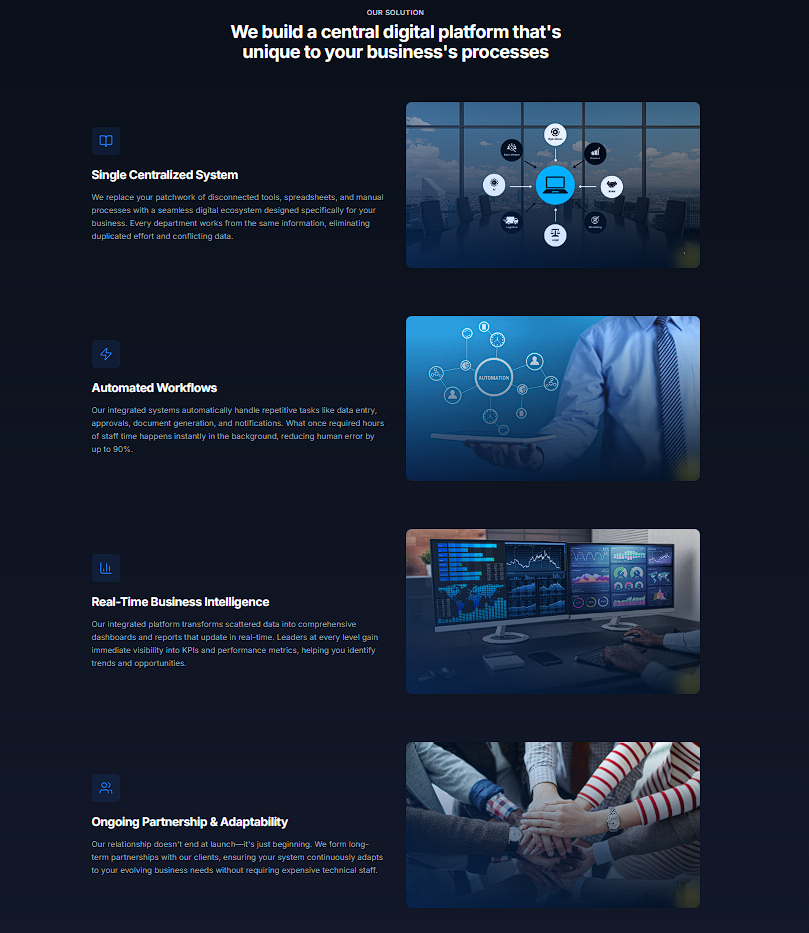 OUR SOLUTION
We build a central digital platform that's
unique to your business's processes
Single Centralized System
We replace your patchwork of disconnected tools, spreadsheets, and manual
processes with a seamless digital ecosystem designed specifically for your
business. Every department works from the same information, eliminating
duplicated effort and conflicting data.
Operations
Finance
Logistics
Legal
Marketing
Automated Workflows
Our integrated systems automatically handle repetitive tasks like data entry,
approvals, document generation, and notifications. What once required hours
of staff time happens instantly in the background, reducing human error by
up to 90%.
AUTOMATION
Real-Time Business Intelligence
Our integrated platform transforms scattered data into comprehensive
dashboards and reports that update in real-time. Leaders at every level gain
immediate visibility into KPIs and performance metrics, helping you identify
trends and opportunities.
Ongoing Partnership & Adaptability
Our relationship doesn't end at launch—it's just beginning. We form long-
term partnerships with our clients, ensuring your system continuously adapts
to your evolving business needs without requiring expensive technical staff.